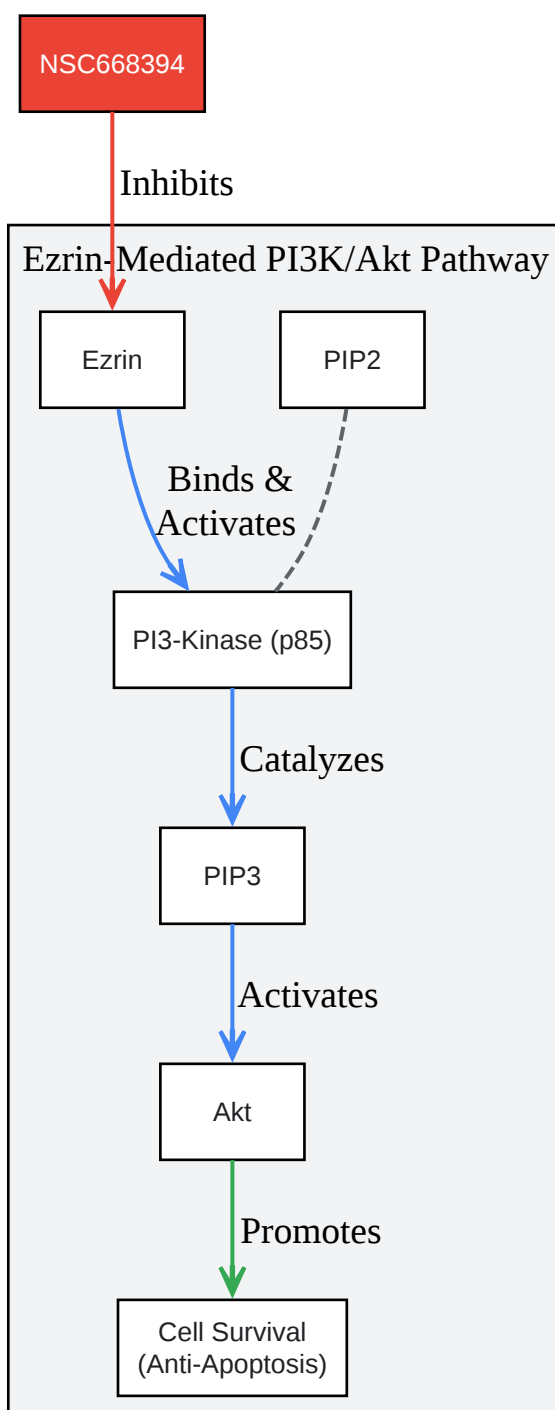 NSC668394
Inhibits
Ezrin-Mediated PI3K/Akt Pathway
Ezrin
PIP2
Binds &
Activates
PI3-Kinase (p85)
Catalyzes
PIP3
Activates
Akt
Promotes
Cell Survival
(Anti-Apoptosis)